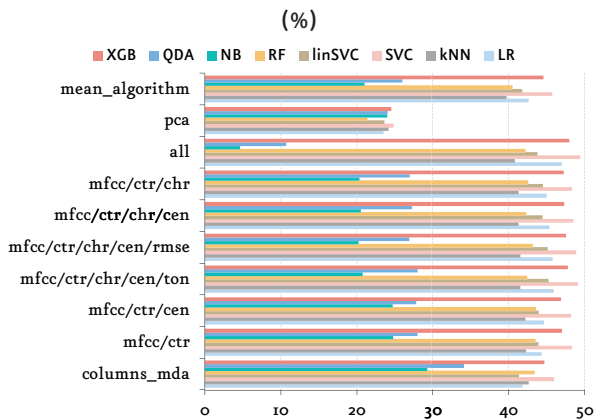 (%)
XGB QDA NB RF linSVC SVC kNN LR
mean_algorithm
pca
all
mfcc/ctr/chr
mfcc/ctr/chr/cen
mfcc/ctr/chr/cen/rmse
mfcc/ctr/chr/cen/ton
mfcc/ctr/cen
mfcc/ctr
columns_mda
0 10 20 30 40 50